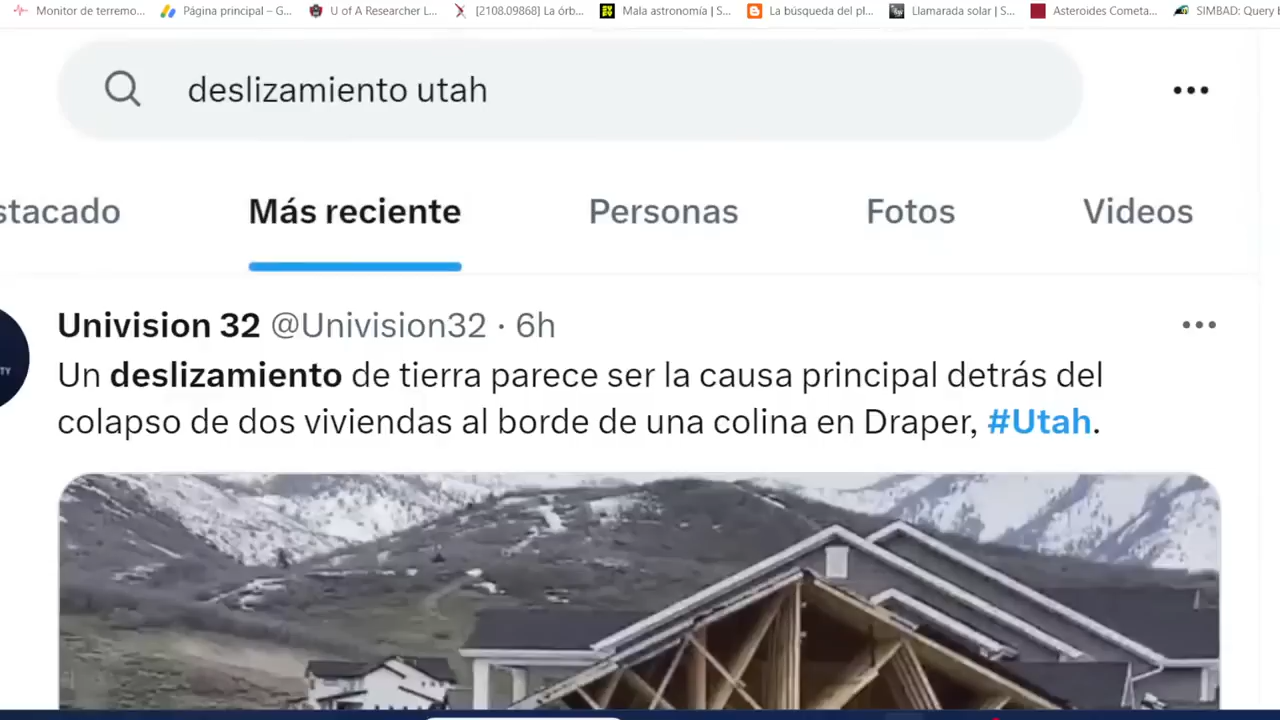 Monitor de terremo... Página principal – G... U of A Researcher L... [2108.09868] La órb... Mala astronomía | S... La búsqueda del pl... Llamarada solar | S... Asteroides Cometa... SIMBAD: Query
deslizamiento utah
stacado Más reciente Personas Fotos Videos
Univision 32 @Univision32 · 6h
Un deslizamiento de tierra parece ser la causa principal detrás del
colapso de dos viviendas al borde de una colina en Draper, #Utah.